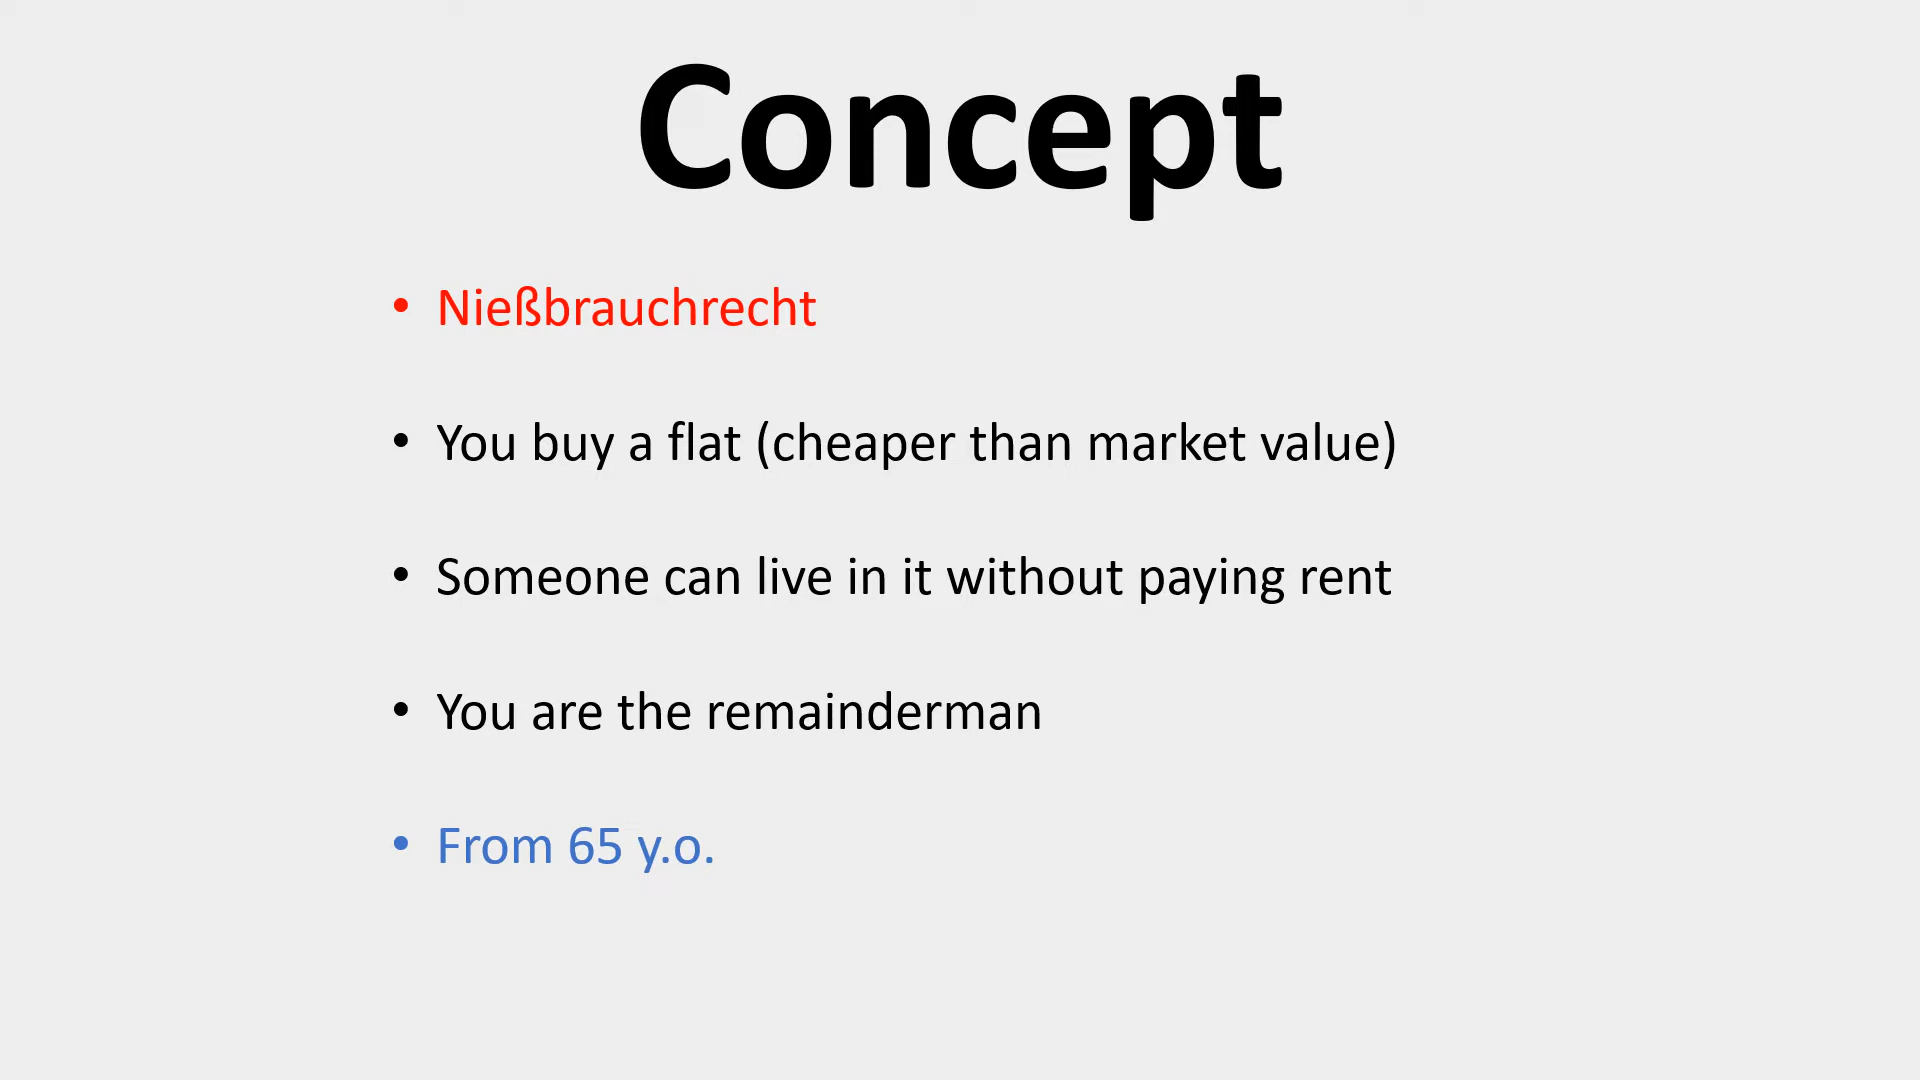 Concept
• Nießbrauchrecht
• You buy a flat (cheaper than market value)
• Someone can live in it without paying rent
• You are the remainderman
• From 65 y.o.